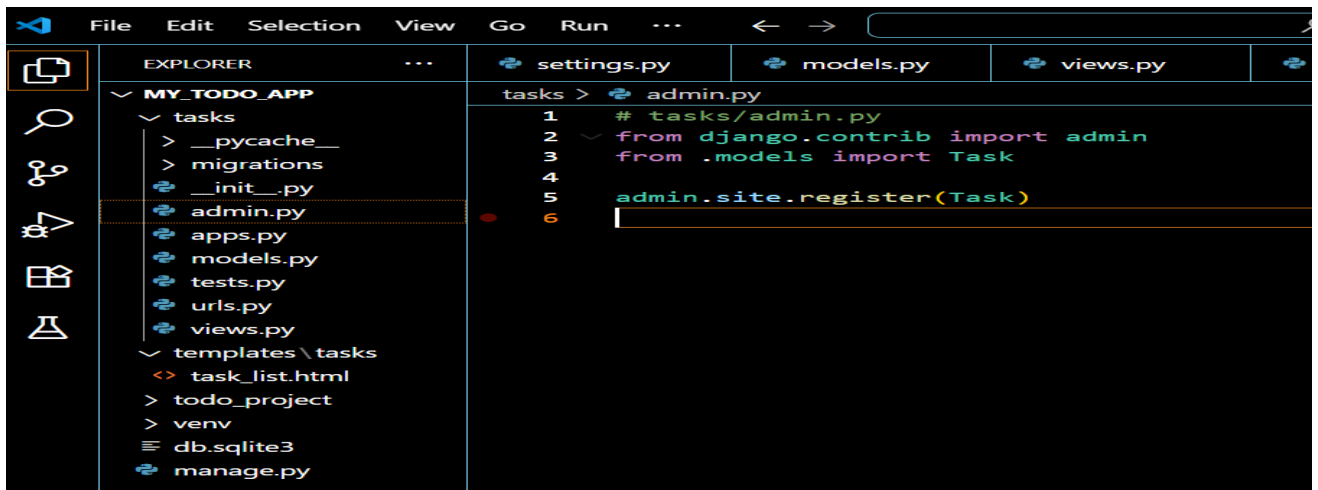 File Edit Selection View Go Run ··· ← →
EXPLORER ···
MY_TODO_APP
tasks
__pycache__
migrations
__init__.py
admin.py
apps.py
models.py
tests.py
urls.py
views.py
templates\tasks
task_list.html
todo_project
venv
db.sqlite3
manage.py
settings.py models.py views.py
tasks > admin.py
1 # tasks/admin.py
2 from django.contrib import admin
3 from .models import Task
4
5 admin.site.register(Task)
6